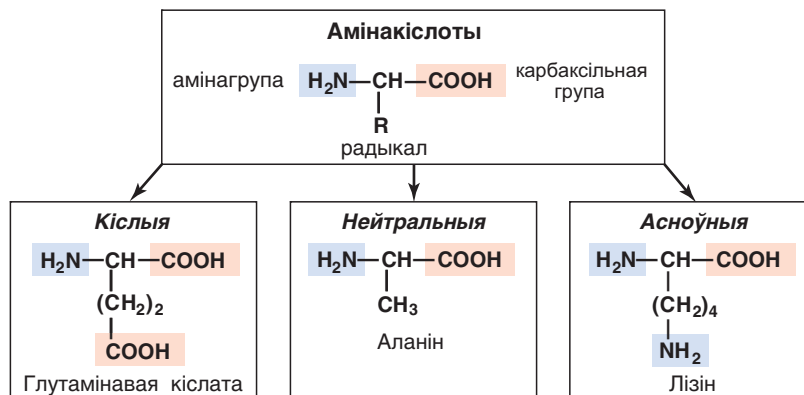 Амінакіслоты
амінагрупа H₂N—CH—COOH карбаксільная група
R
радыкал
Кіслыя
H₂N—CH—COOH
(CH₂)₂
COOH
Глутамінавая кіслата
Нейтральныя
H₂N—CH—COOH
CH₃
Аланін
Асноўныя
H₂N—CH—COOH
(CH₂)₄
NH₂
Лізін